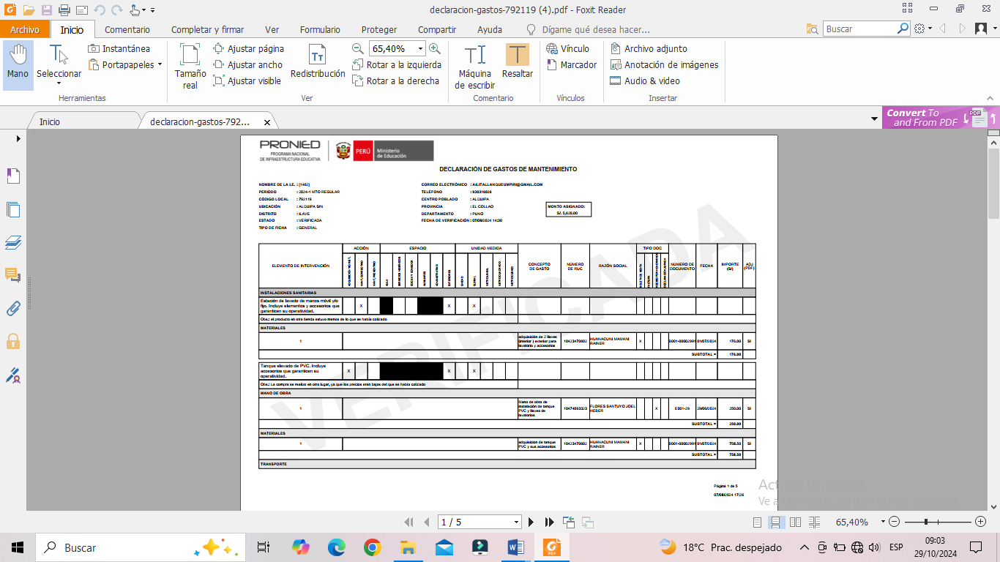 declaracion-gastos-792119 (4).pdf - Foxit Reader
Archivo Inicio Comentario Completar y firmar Ver Formulario Proteger Compartir Ayuda Dígame qué desea hacer... Buscar
Mano Seleccionar Instantánea Portapapeles
Herramientas
Tamaño real Ajustar página Ajustar ancho Ajustar visible Redistribución 65,40% Rotar a la izquierda Rotar a la derecha
Ver
Máquina de escribir Resaltar
Comentario
Vínculo Marcador
Vínculos
Archivo adjunto Anotación de imágenes Audio & video
Insertar
Inicio declaracion-gastos-792... Convert To and From PDF
PRONIED
PROGRAMA NACIONAL
DE INFRAESTRUCTURA EDUCATIVA
PERÚ Ministerio de Educación
DECLARACIÓN DE GASTOS DE MANTENIMIENTO
NOMBRE DE LA I.E. : [1462] CORREO ELECTRÓNICO : AILITALLANQUEUMPIRI@GMAIL.COM
PERIODO : 2024-1 MTO REGULAR TELÉFONO : 930316026
CÓDIGO LOCAL : 792119 CENTRO POBLADO : ALQUIPA
UBICACIÓN : ALQUIPA S/N PROVINCIA : EL COLLAO MONTO ASIGNADO:
DISTRITO : ILAVE DEPARTAMENTO : PUNO S/. 5,620.00
ESTADO : VERIFICADA FECHA DE VERIFICACIÓN : 07/08/2024 14:30
TIPO DE FICHA : GENERAL
VERIFICADA
ACCIÓN ESPACIO UNIDAD MEDIDA TIPO DOC
ELEMENTO DE INTERVENCIÓN AULA EXTERIORES UNIDAD GLOBAL CONCEPTO DE GASTO NÚMERO DE RUC RAZÓN SOCIAL FACTURA NÚMERO DE DOCUMENTO FECHA IMPORTE (S/) ADJ (PDF)
INSTALACIONES SANITARIAS
Estación de lavado de manos móvil y/o
fijo. Incluye elementos y accesorios que
garanticen su operatividad. X X X
Obs.: el producto en otra tienda estuvo menos de lo que se había cotizado
MATERIALES
1 adquisición de 2 llaves (interior ) exterior para lavatorio y accesorios 10423470602 HUANACUNI MAMANI RAINER X B001-00002991 01/07/2024 176.00 SI
SUBTOTAL = 176.00
Tanque elevado de PVC. Incluye
accesorios que garanticen su
operatividad. X X X
Obs.: La compra se realizo en otro lugar, ya que los precios eran bajos del que se había cotizado
MANO DE OBRA
1 Mano de obra de instalación de tanque PVC y llaves de lavatorios 10474093323 FLORES SANTUYO JOEL HEBER X E001-29 29/06/2024 250.00 SI
SUBTOTAL = 250.00
MATERIALES
1 adquisicion de tanque PVC y sus accesorios 10423470602 HUANACUNI MAMANI RAINER X B001-00002991 01/07/2024 758.50 SI
SUBTOTAL = 758.50
TRANSPORTE
Página 1 de 5
07/08/2024 17:26
1 / 5 65,40%
Buscar 18°C Prac. despejado ESP 09:03
29/10/2024